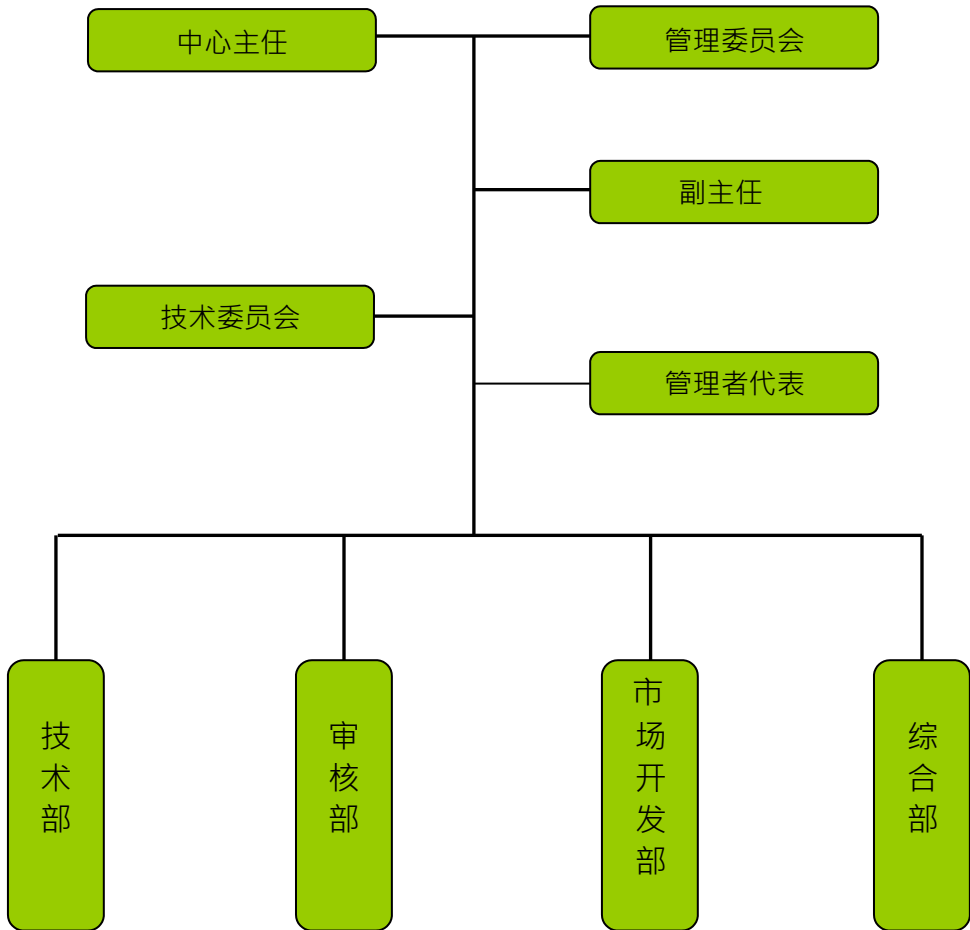 中心主任
管理委员会
副主任
技术委员会
管理者代表
技术部
审核部
市场开发部
综合部